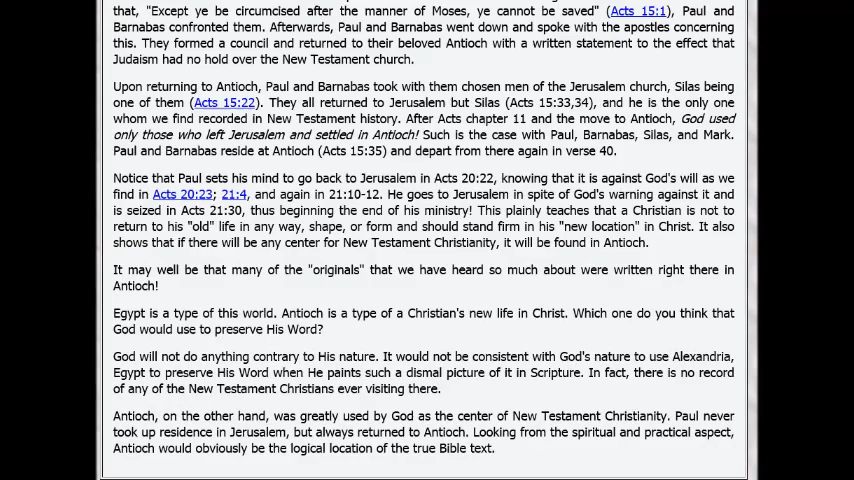 that, "Except ye be circumcised after the manner of Moses, ye cannot be saved" (Acts 15:1), Paul and
Barnabas confronted them. Afterwards, Paul and Barnabas went down and spoke with the apostles concerning
this. They formed a council and returned to their beloved Antioch with a written statement to the effect that
Judaism had no hold over the New Testament church.
Upon returning to Antioch, Paul and Barnabas took with them chosen men of the Jerusalem church, Silas being
one of them (Acts 15:22). They all returned to Jerusalem but Silas (Acts 15:33,34), and he is the only one
whom we find recorded in New Testament history. After Acts chapter 11 and the move to Antioch, God used
only those who left Jerusalem and settled in Antioch! Such is the case with Paul, Barnabas, Silas, and Mark.
Paul and Barnabas reside at Antioch (Acts 15:35) and depart from there again in verse 40.
Notice that Paul sets his mind to go back to Jerusalem in Acts 20:22, knowing that it is against God's will as we
find in Acts 20:23; 21:4, and again in 21:10-12. He goes to Jerusalem in spite of God's warning against it and
is seized in Acts 21:30, thus beginning the end of his ministry! This plainly teaches that a Christian is not to
return to his "old" life in any way, shape, or form and should stand firm in his "new location" in Christ. It also
shows that if there will be any center for New Testament Christianity, it will be found in Antioch.
It may well be that many of the "originals" that we have heard so much about were written right there in
Antioch!
Egypt is a type of this world. Antioch is a type of a Christian's new life in Christ. Which one do you think that
God would use to preserve His Word?
God will not do anything contrary to His nature. It would not be consistent with God's nature to use Alexandria,
Egypt to preserve His Word when He paints such a dismal picture of it in Scripture. In fact, there is no record
of any of the New Testament Christians ever visiting there.
Antioch, on the other hand, was greatly used by God as the center of New Testament Christianity. Paul never
took up residence in Jerusalem, but always returned to Antioch. Looking from the spiritual and practical aspect,
Antioch would obviously be the logical location of the true Bible text.